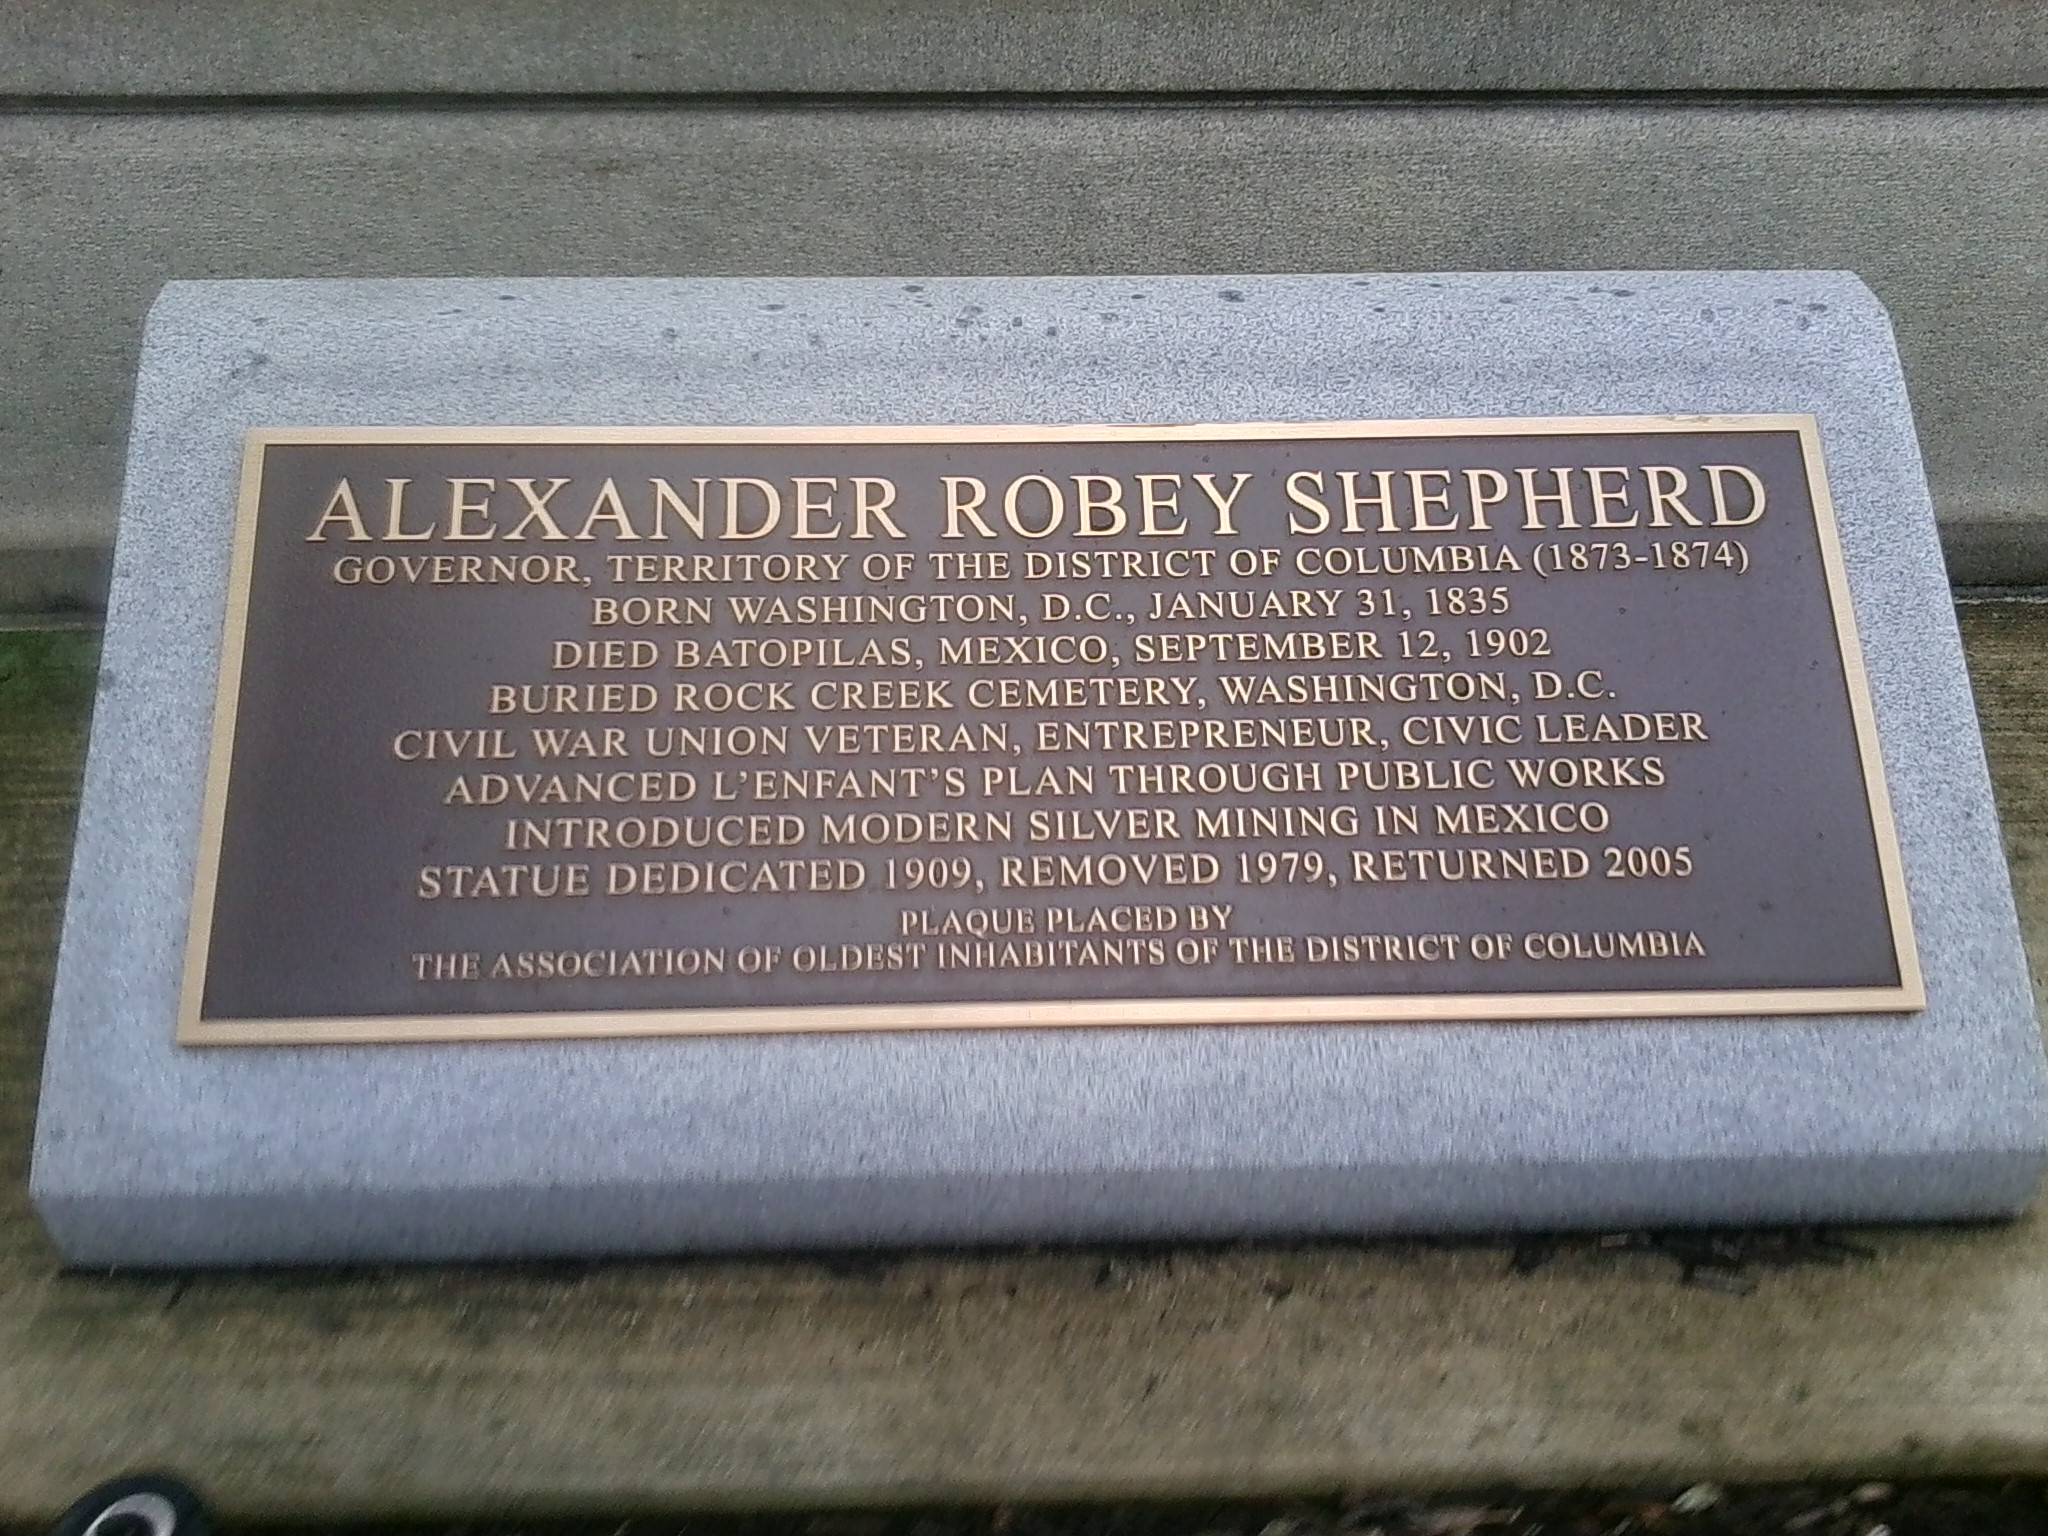 ALEXANDER ROBEY SHEPHERD
GOVERNOR, TERRITORY OF THE DISTRICT OF COLUMBIA (1873-1874)
BORN WASHINGTON, D.C., JANUARY 31, 1835
DIED BATOPILAS, MEXICO, SEPTEMBER 12, 1902
BURIED ROCK CREEK CEMETERY, WASHINGTON, D.C.
CIVIL WAR UNION VETERAN, ENTREPRENEUR, CIVIC LEADER
ADVANCED L'ENFANT'S PLAN THROUGH PUBLIC WORKS
INTRODUCED MODERN SILVER MINING IN MEXICO
STATUE DEDICATED 1909, REMOVED 1979, RETURNED 2005
PLAQUE PLACED BY
THE ASSOCIATION OF OLDEST INHABITANTS OF THE DISTRICT OF COLUMBIA